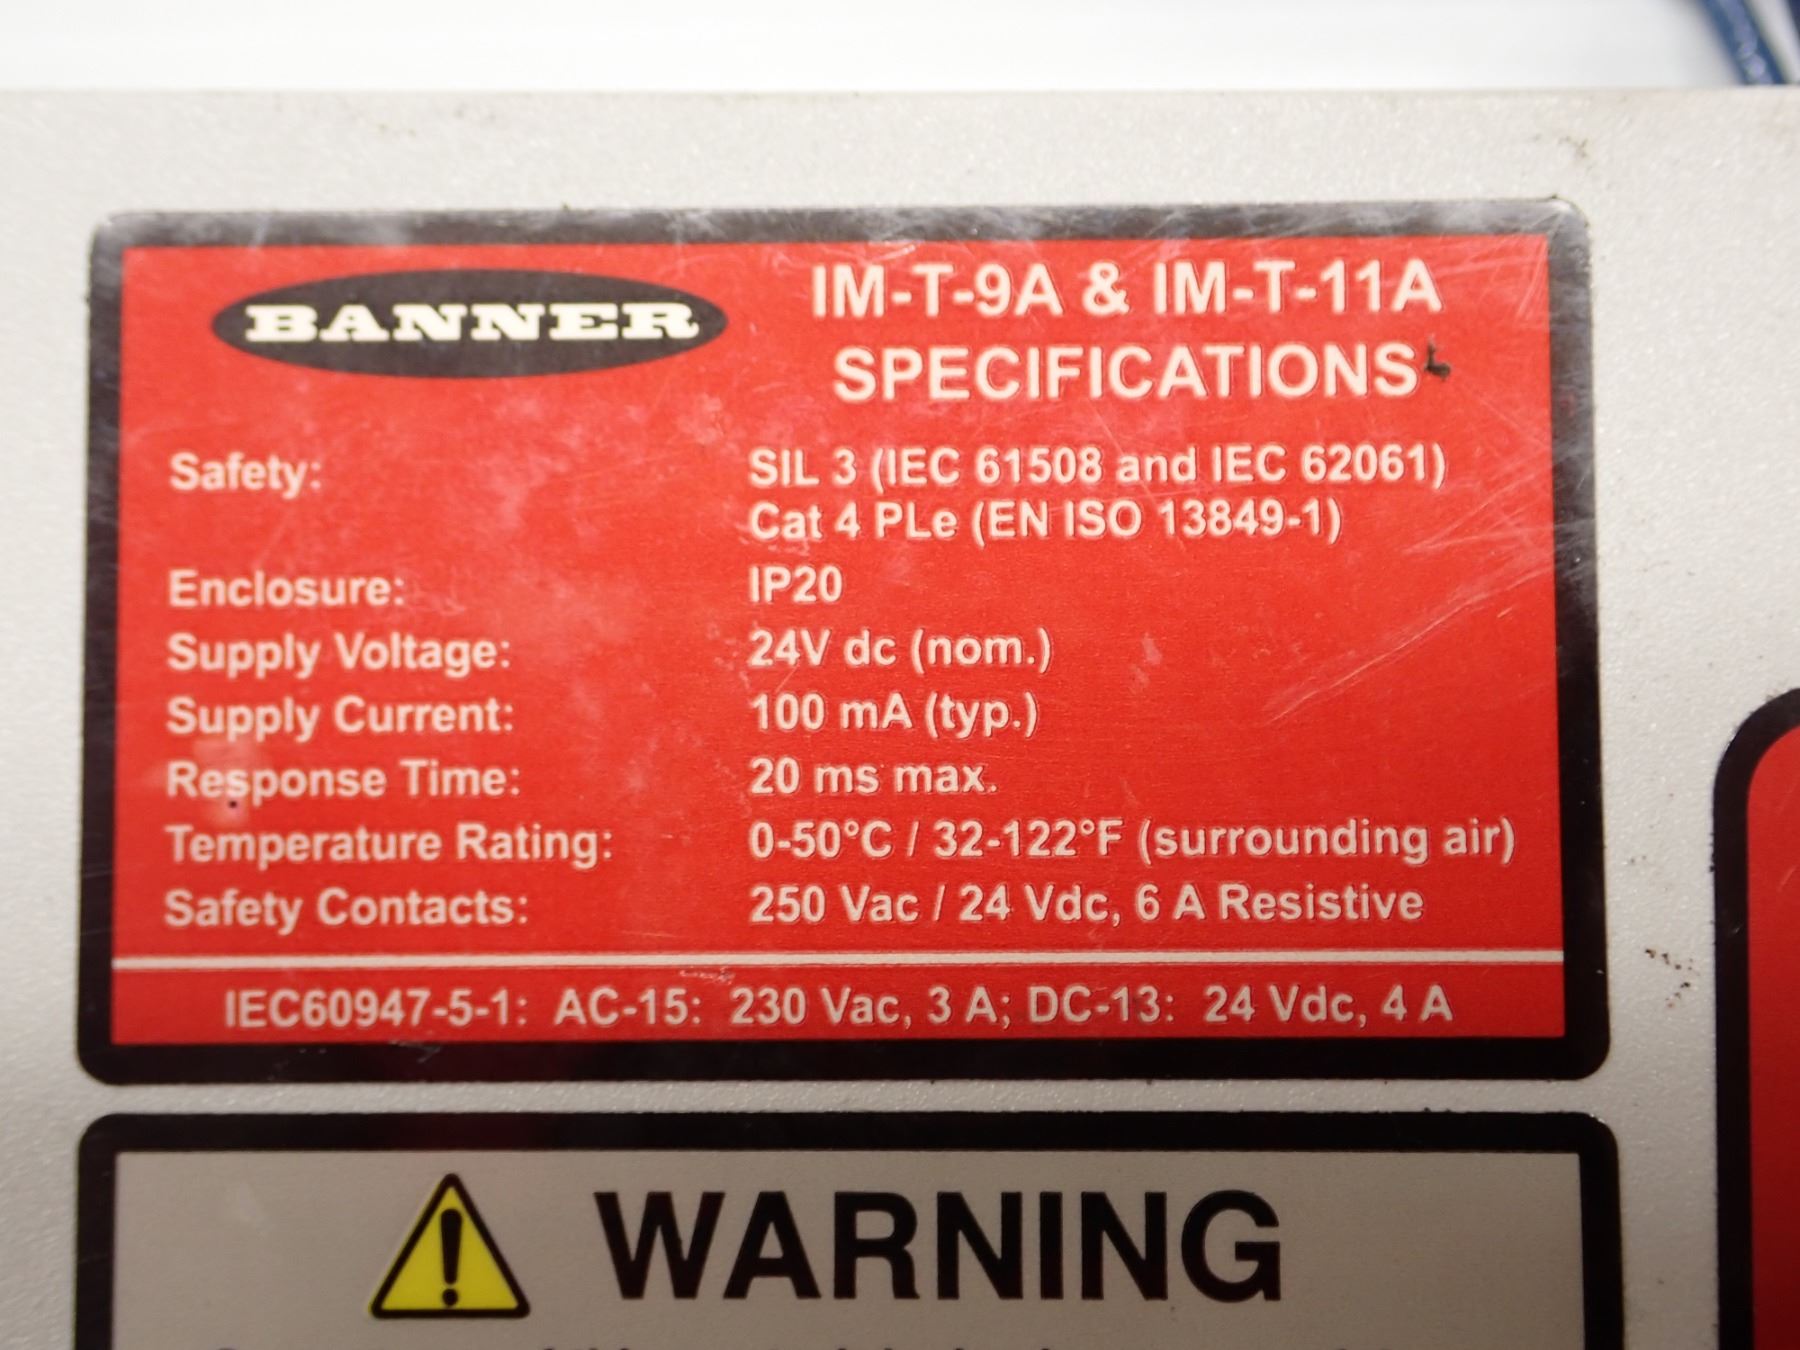 BANNER
IM-T-9A & IM-T-11A
SPECIFICATIONS
Safety: SIL 3 (IEC 61508 and IEC 62061)
Cat 4 PLe (EN ISO 13849-1)
Enclosure: IP20
Supply Voltage: 24V dc (nom.)
Supply Current: 100 mA (typ.)
Response Time: 20 ms max.
Temperature Rating: 0-50°C / 32-122°F (surrounding air)
Safety Contacts: 250 Vac / 24 Vdc, 6 A Resistive
IEC60947-5-1: AC-15: 230 Vac, 3 A; DC-13: 24 Vdc, 4 A
WARNING